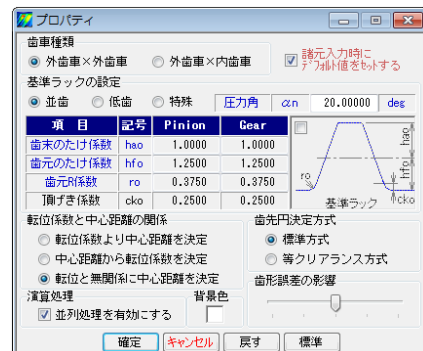 プロパティ
歯車種類
外歯車×外歯車 外歯車×内歯車
諸元入力時に
デフォルト値をセットする
基準ラックの設定
並歯 低歯 特殊 圧力角 αn 20.00000 deg
項 目 記号 Pinion Gear
歯末のたけ係数 hao 1.0000 1.0000
歯元のたけ係数 hfo 1.2500 1.2500
歯元R係数 ro 0.3750 0.3750
頂げき係数 cko 0.2500 0.2500
hao
hfo
ro
cko
基準ラック
転位係数と中心距離の関係
転位係数より中心距離を決定
中心距離から転位係数を決定
転位と無関係に中心距離を決定
歯先円決定方式
標準方式
等クリアランス方式
歯形誤差の影響
演算処理
並列処理を有効にする
背景色
確定 キャンセル 戻す 標準